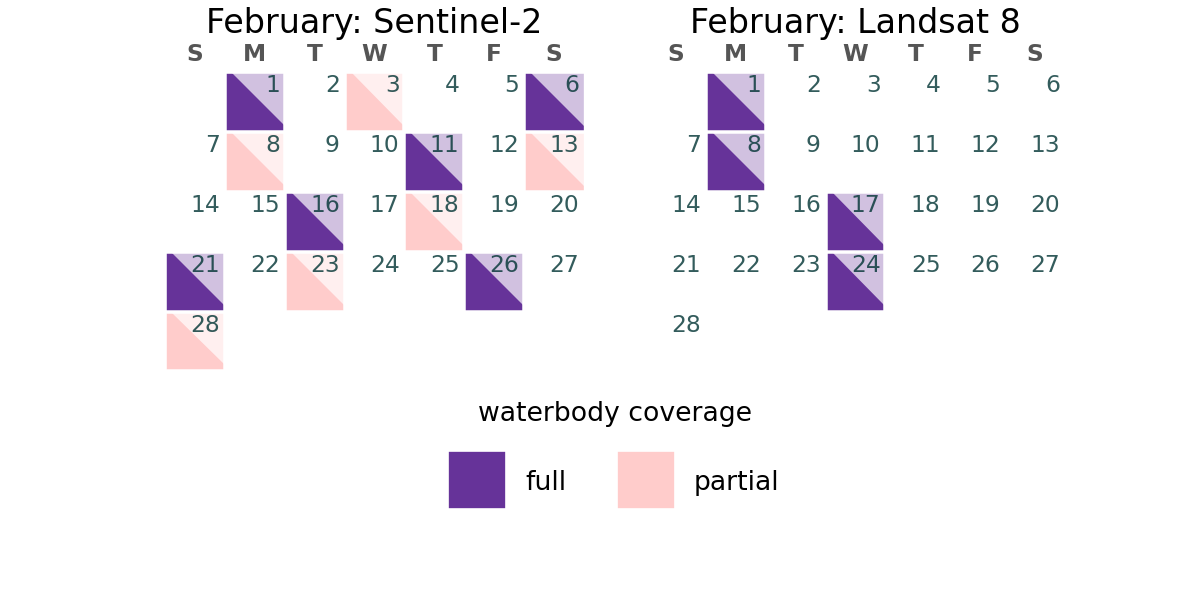 February: Sentinel-2
S M T W T F S
1 2 3 4 5 6
7 8 9 10 11 12 13
14 15 16 17 18 19 20
21 22 23 24 25 26 27
28
February: Landsat 8
S M T W T F S
1 2 3 4 5 6
7 8 9 10 11 12 13
14 15 16 17 18 19 20
21 22 23 24 25 26 27
28
waterbody coverage
full
partial